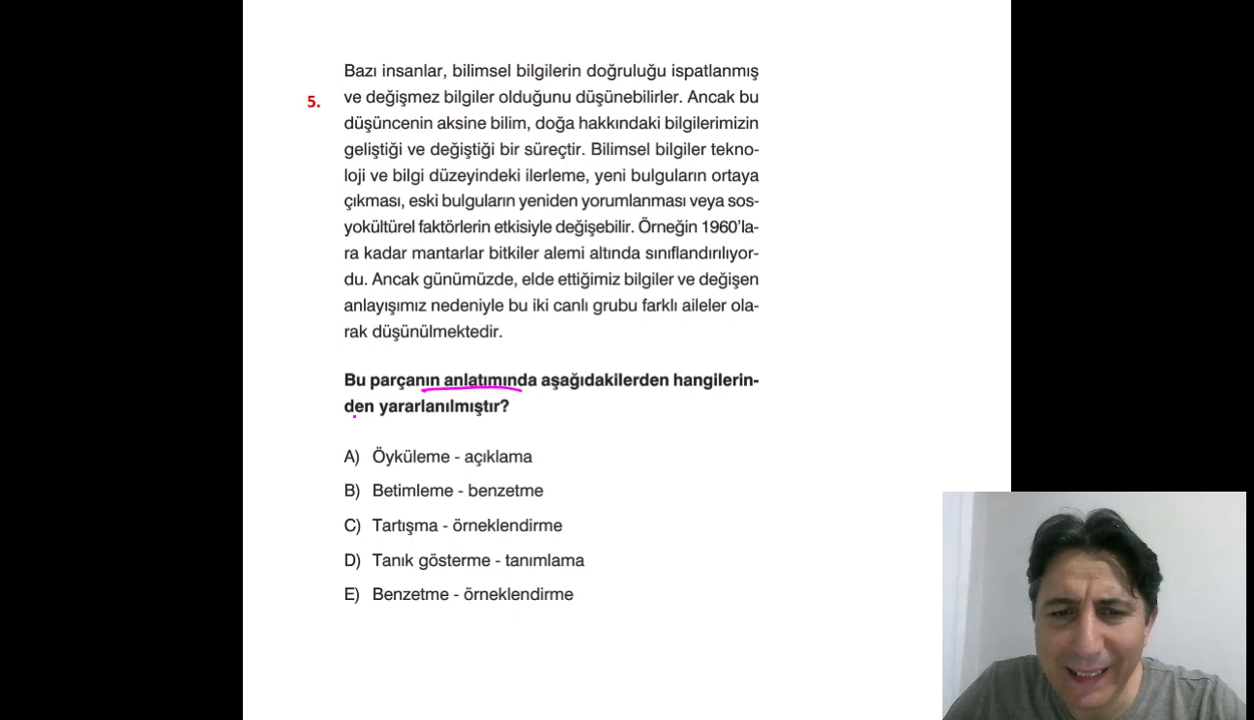 Bazı insanlar, bilimsel bilgilerin doğruluğu ispatlanmış
5. ve değişmez bilgiler olduğunu düşünebilirler. Ancak bu
düşüncenin aksine bilim, doğa hakkındaki bilgilerimizin
geliştiği ve değiştiği bir süreçtir. Bilimsel bilgiler tekno-
loji ve bilgi düzeyindeki ilerleme, yeni bulguların ortaya
çıkması, eski bulguların yeniden yorumlanması veya sos-
yokültürel faktörlerin etkisiyle değişebilir. Örneğin 1960’la-
ra kadar mantarlar bitkiler alemi altında sınıflandırılıyor-
du. Ancak günümüzde, elde ettiğimiz bilgiler ve değişen
anlayışımız nedeniyle bu iki canlı grubu farklı aileler ola-
rak düşünülmektedir.
Bu parçanın anlatımında aşağıdakilerden hangilerin-
den yararlanılmıştır?
A) Öyküleme - açıklama
B) Betimleme - benzetme
C) Tartışma - örneklendirme
D) Tanık gösterme - tanımlama
E) Benzetme - örneklendirme